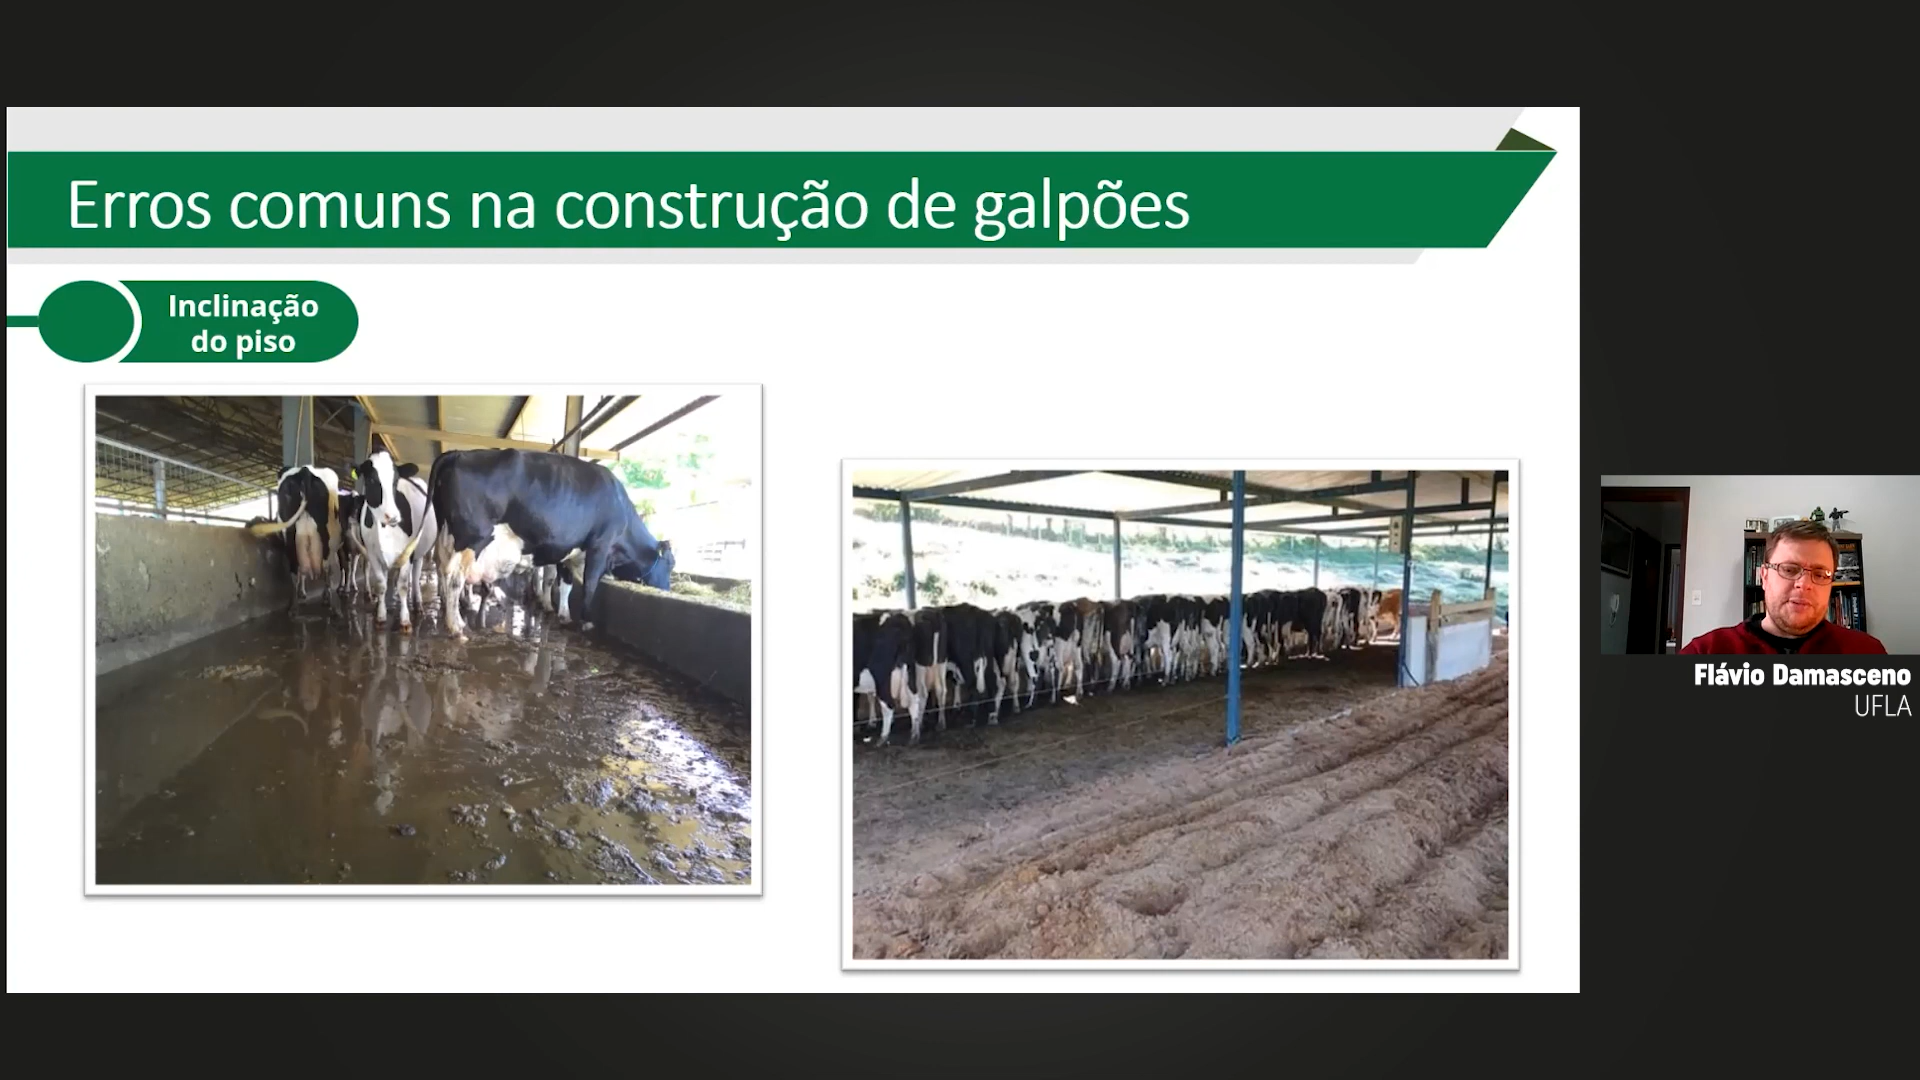 Erros comuns na construção de galpões
Inclinação
do piso
Flávio Damasceno
UFLA